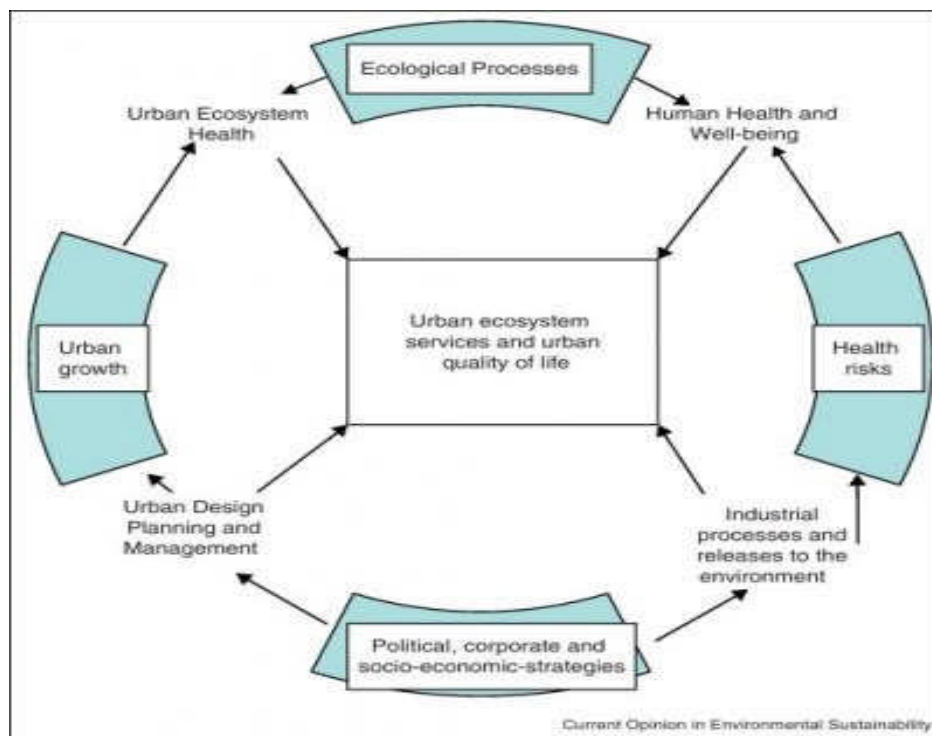 Ecological Processes
Urban Ecosystem
Health
Human Health and
Well-being
Urban ecosystem
services and urban
quality of life
Urban
growth
Health
risks
Urban Design
Planning and
Management
Industrial
processes and
releases to the
environment
Political, corporate and
socio-economic-strategies
Current Opinion in Environmental Sustainability